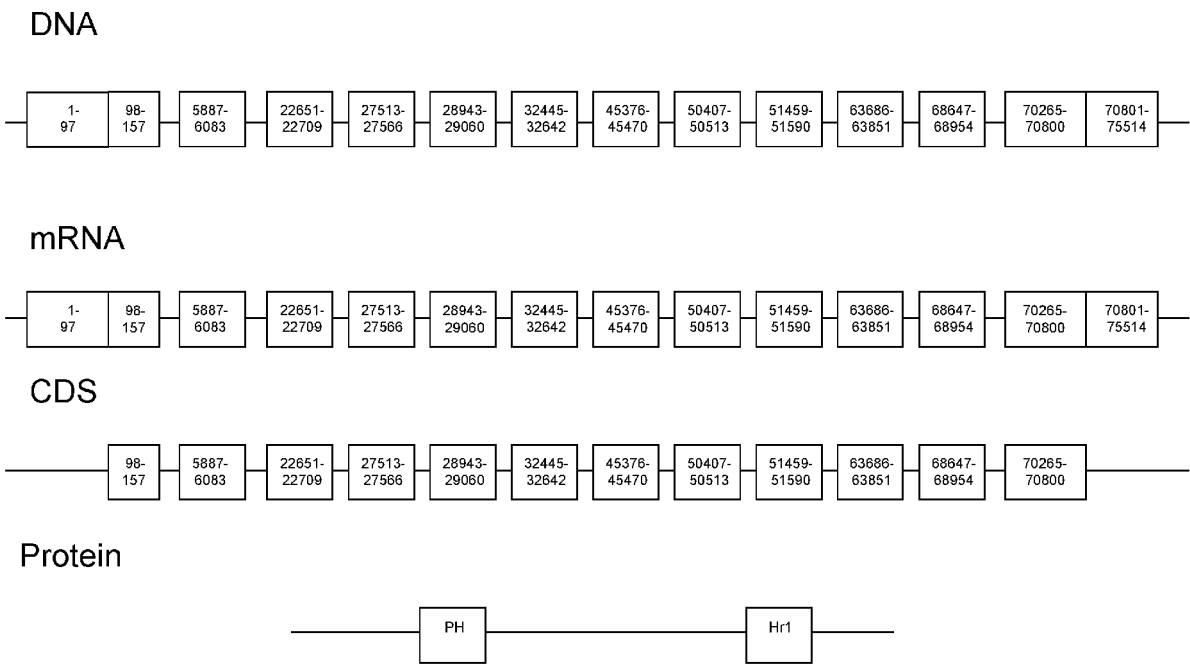 DNA
1- 98- 5887- 22651- 27513- 28943- 32445- 45376- 50407- 51459- 63686- 68647- 70265- 70801-
97 157 6083 22709 27566 29060 32642 45470 50513 51590 63851 68954 70800 75514
mRNA
1- 98- 5887- 22651- 27513- 28943- 32445- 45376- 50407- 51459- 63686- 68647- 70265- 70801-
97 157 6083 22709 27566 29060 32642 45470 50513 51590 63851 68954 70800 75514
CDS
98- 5887- 22651- 27513- 28943- 32445- 45376- 50407- 51459- 63686- 68647- 70265-
157 6083 22709 27566 29060 32642 45470 50513 51590 63851 68954 70800
Protein
PH Hr1